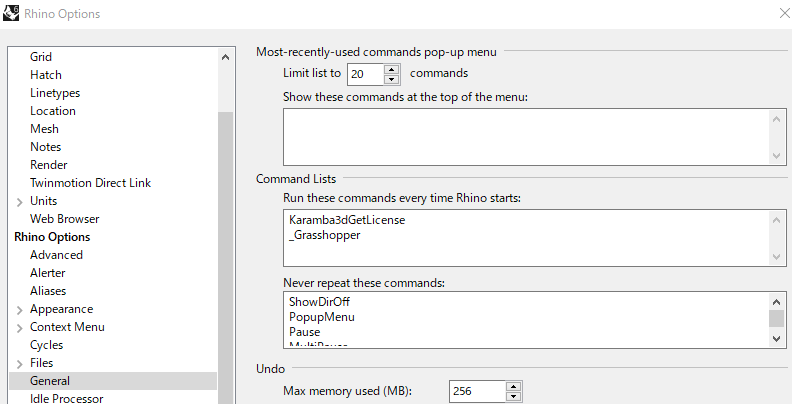 Rhino Options
Grid
Hatch
Linetypes
Location
Mesh
Notes
Render
Twinmotion Direct Link
Units
Web Browser
Rhino Options
Advanced
Alerter
Aliases
Appearance
Context Menu
Cycles
Files
General
Idle Processor
Most-recently-used commands pop-up menu
Limit list to 20 commands
Show these commands at the top of the menu:
Command Lists
Run these commands every time Rhino starts:
Karamba3dGetLicense
_Grasshopper
Never repeat these commands:
ShowDirOff
PopupMenu
Pause
MultiPause
Undo
Max memory used (MB): 256